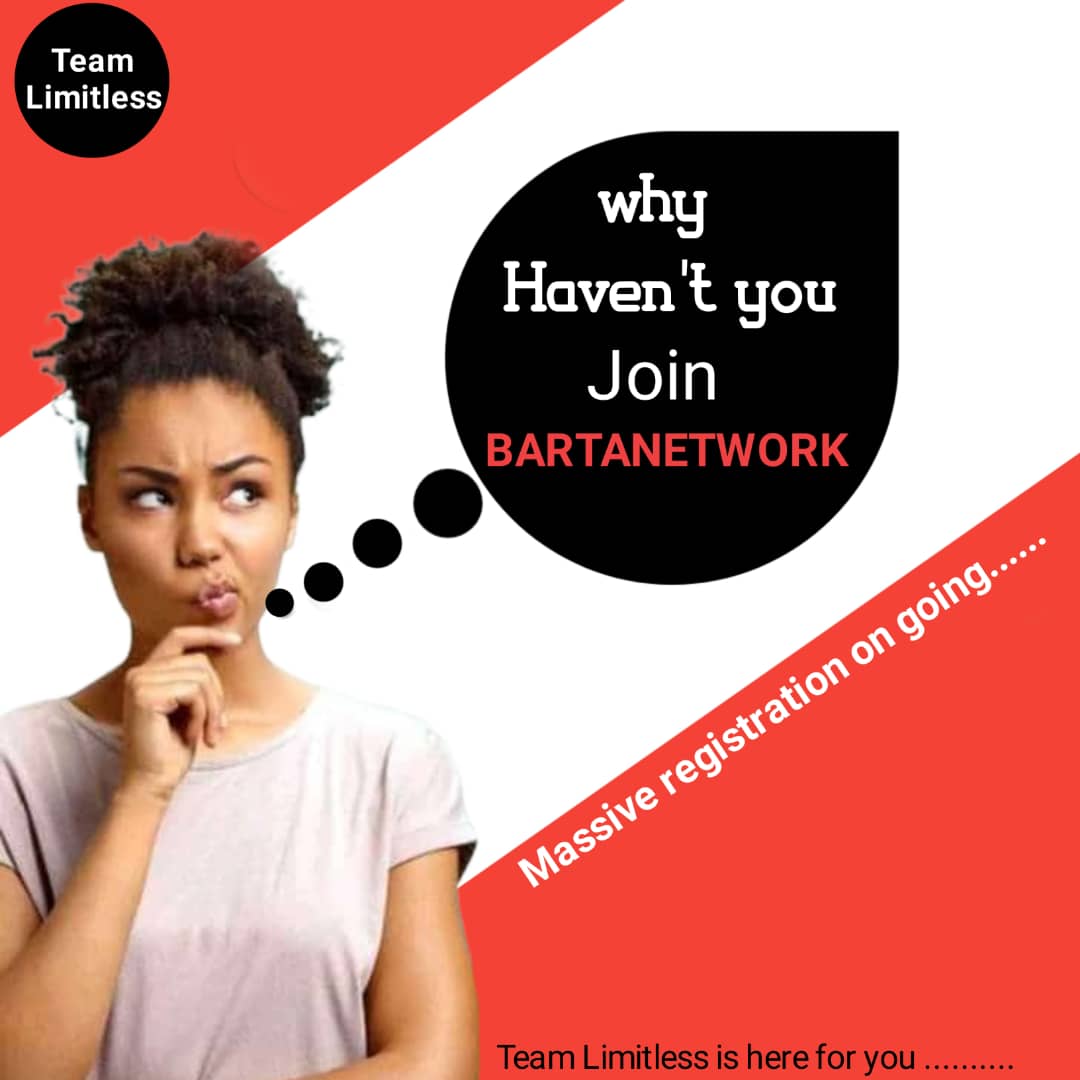 Team
Limitless
why
Haven't you
Join
BARTANETWORK
Massive registration on going......
Team Limitless is here for you ..........